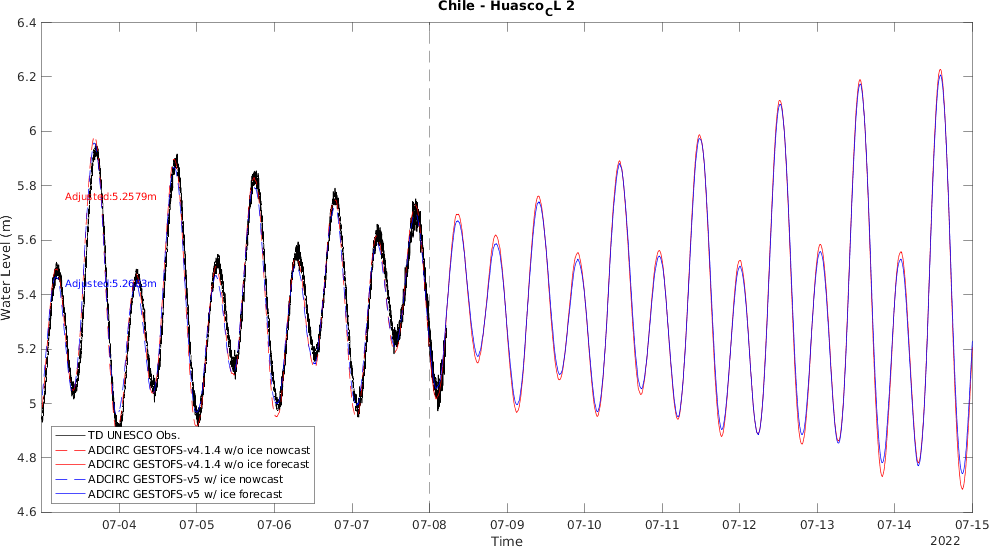 Chile - Huasco_CL 2
6.4
6.2
6
5.8
5.6
5.4
5.2
5
4.8
4.6
Water Level (m)
Adjusted:5.2579m
Adjusted:5.2663m
TD UNESCO Obs.
ADCIRC GESTOFS-v4.1.4 w/o ice nowcast
ADCIRC GESTOFS-v4.1.4 w/o ice forecast
ADCIRC GESTOFS-v5 w/ ice nowcast
ADCIRC GESTOFS-v5 w/ ice forecast
07-04 07-05 07-06 07-07 07-08 07-09 07-10 07-11 07-12 07-13 07-14 07-15
Time
2022